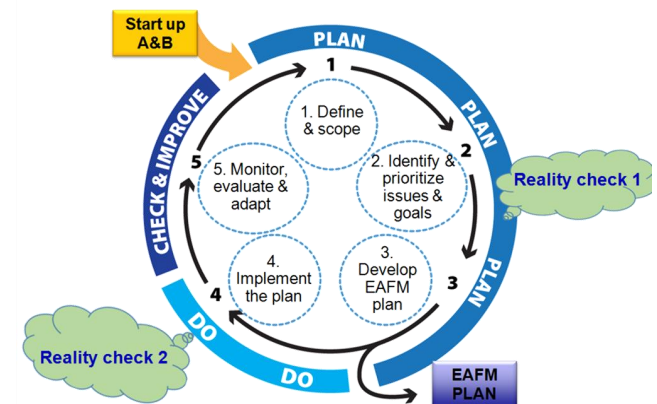 Start up
A&B
PLAN
1
PLAN
2
Reality check 1
PLAN
3
EAFM
PLAN
DO
DO
4
Reality check 2
CHECK & IMPROVE
5
1. Define
& scope
2. Identify &
prioritize
issues &
goals
3.
Develop
EAFM
plan
4.
Implement
the plan
5. Monitor,
evaluate &
adapt